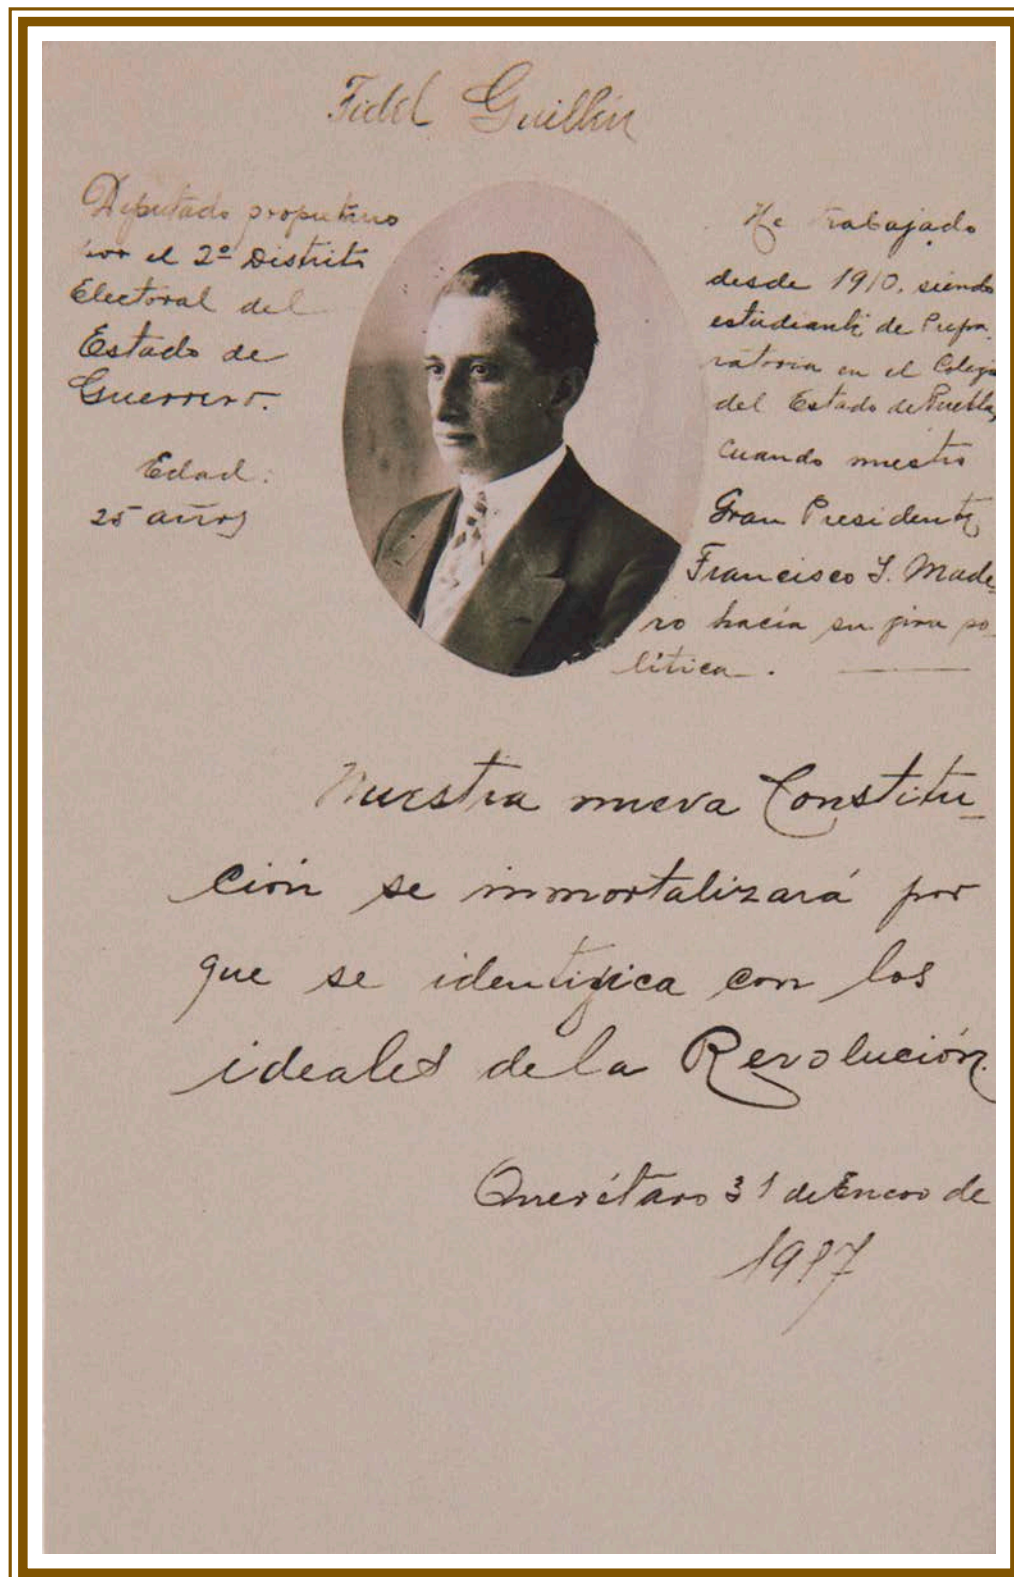 Fidel Guillén
Diputado propietario
por el 2º Distrito
Electoral del
Estado de
Guerrero.
Edad:
25 años
He trabajado
desde 1910, siendo
estudiante de Prepa-
ratoria en el Colegio
del Estado de Puebla,
cuando nuestro
Gran Presidente
Francisco I. Made-
ro hacía su jira po-
lítica.
Nuestra nueva Constitu-
ción se inmortalizará por
que se identifica con los
ideales de la Revolución.
Querétaro 31 de Enero de
1917